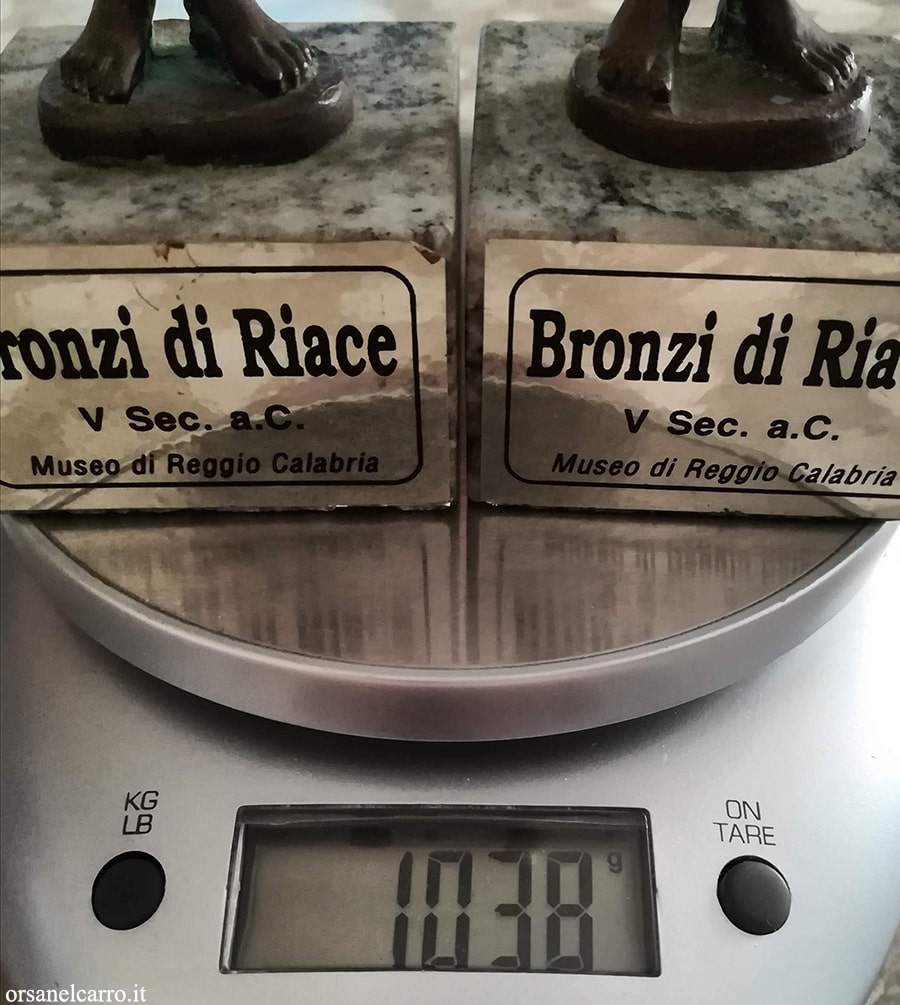 ronzi di Riace
V Sec. a.C.
Museo di Reggio Calabria
Bronzi di Ria
V Sec. a.C.
Museo di Reggio Calabria
KG
LB
1038 g
ON
TARE
orsanelcarro.it